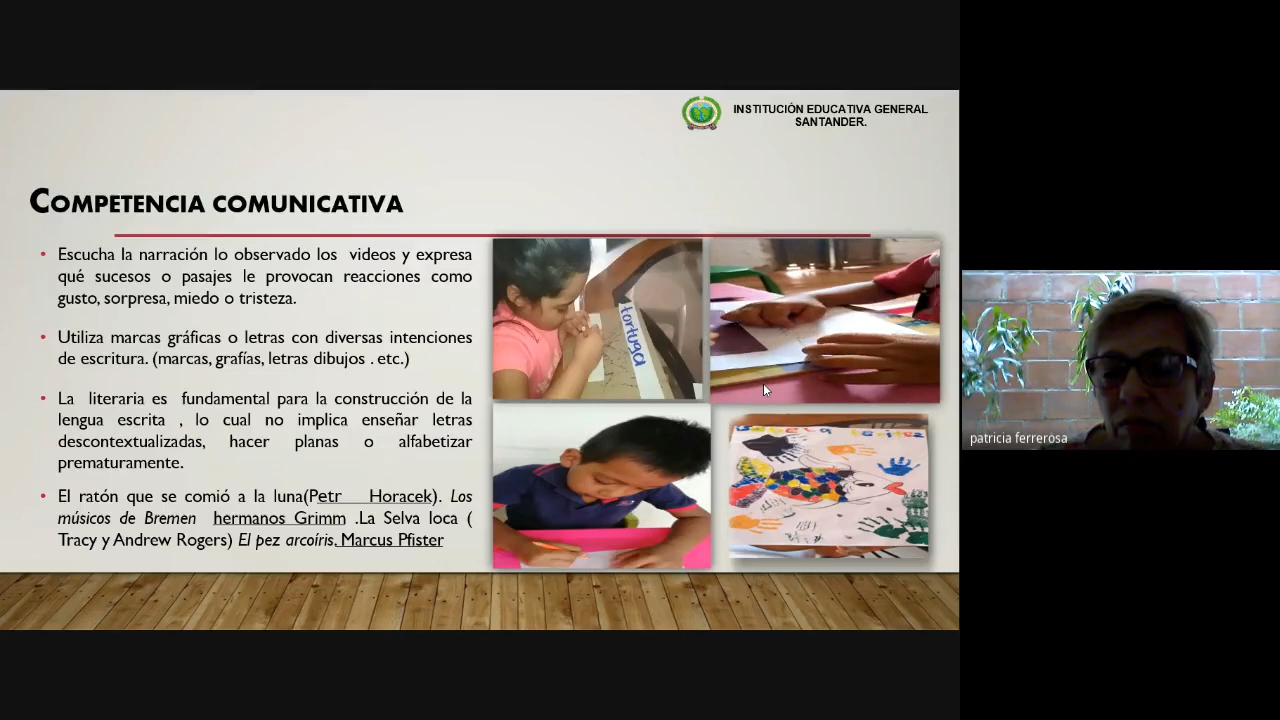 INSTITUCIÓN EDUCATIVA GENERAL
SANTANDER.
COMPETENCIA COMUNICATIVA
• Escucha la narración lo observado los videos y expresa
qué sucesos o pasajes le provocan reacciones como
gusto, sorpresa, miedo o tristeza.
• Utiliza marcas gráficas o letras con diversas intenciones
de escritura. (marcas, grafías, letras dibujos . etc.)
• La literaria es fundamental para la construcción de la
lengua escrita , lo cual no implica enseñar letras
descontextualizadas, hacer planas o alfabetizar
prematuramente.
• El ratón que se comió a la luna(Petr Horacek). Los
músicos de Bremen hermanos Grimm .La Selva loca (
Tracy y Andrew Rogers) El pez arcoíris. Marcus Pfister
tortuga
patricia ferrerosa